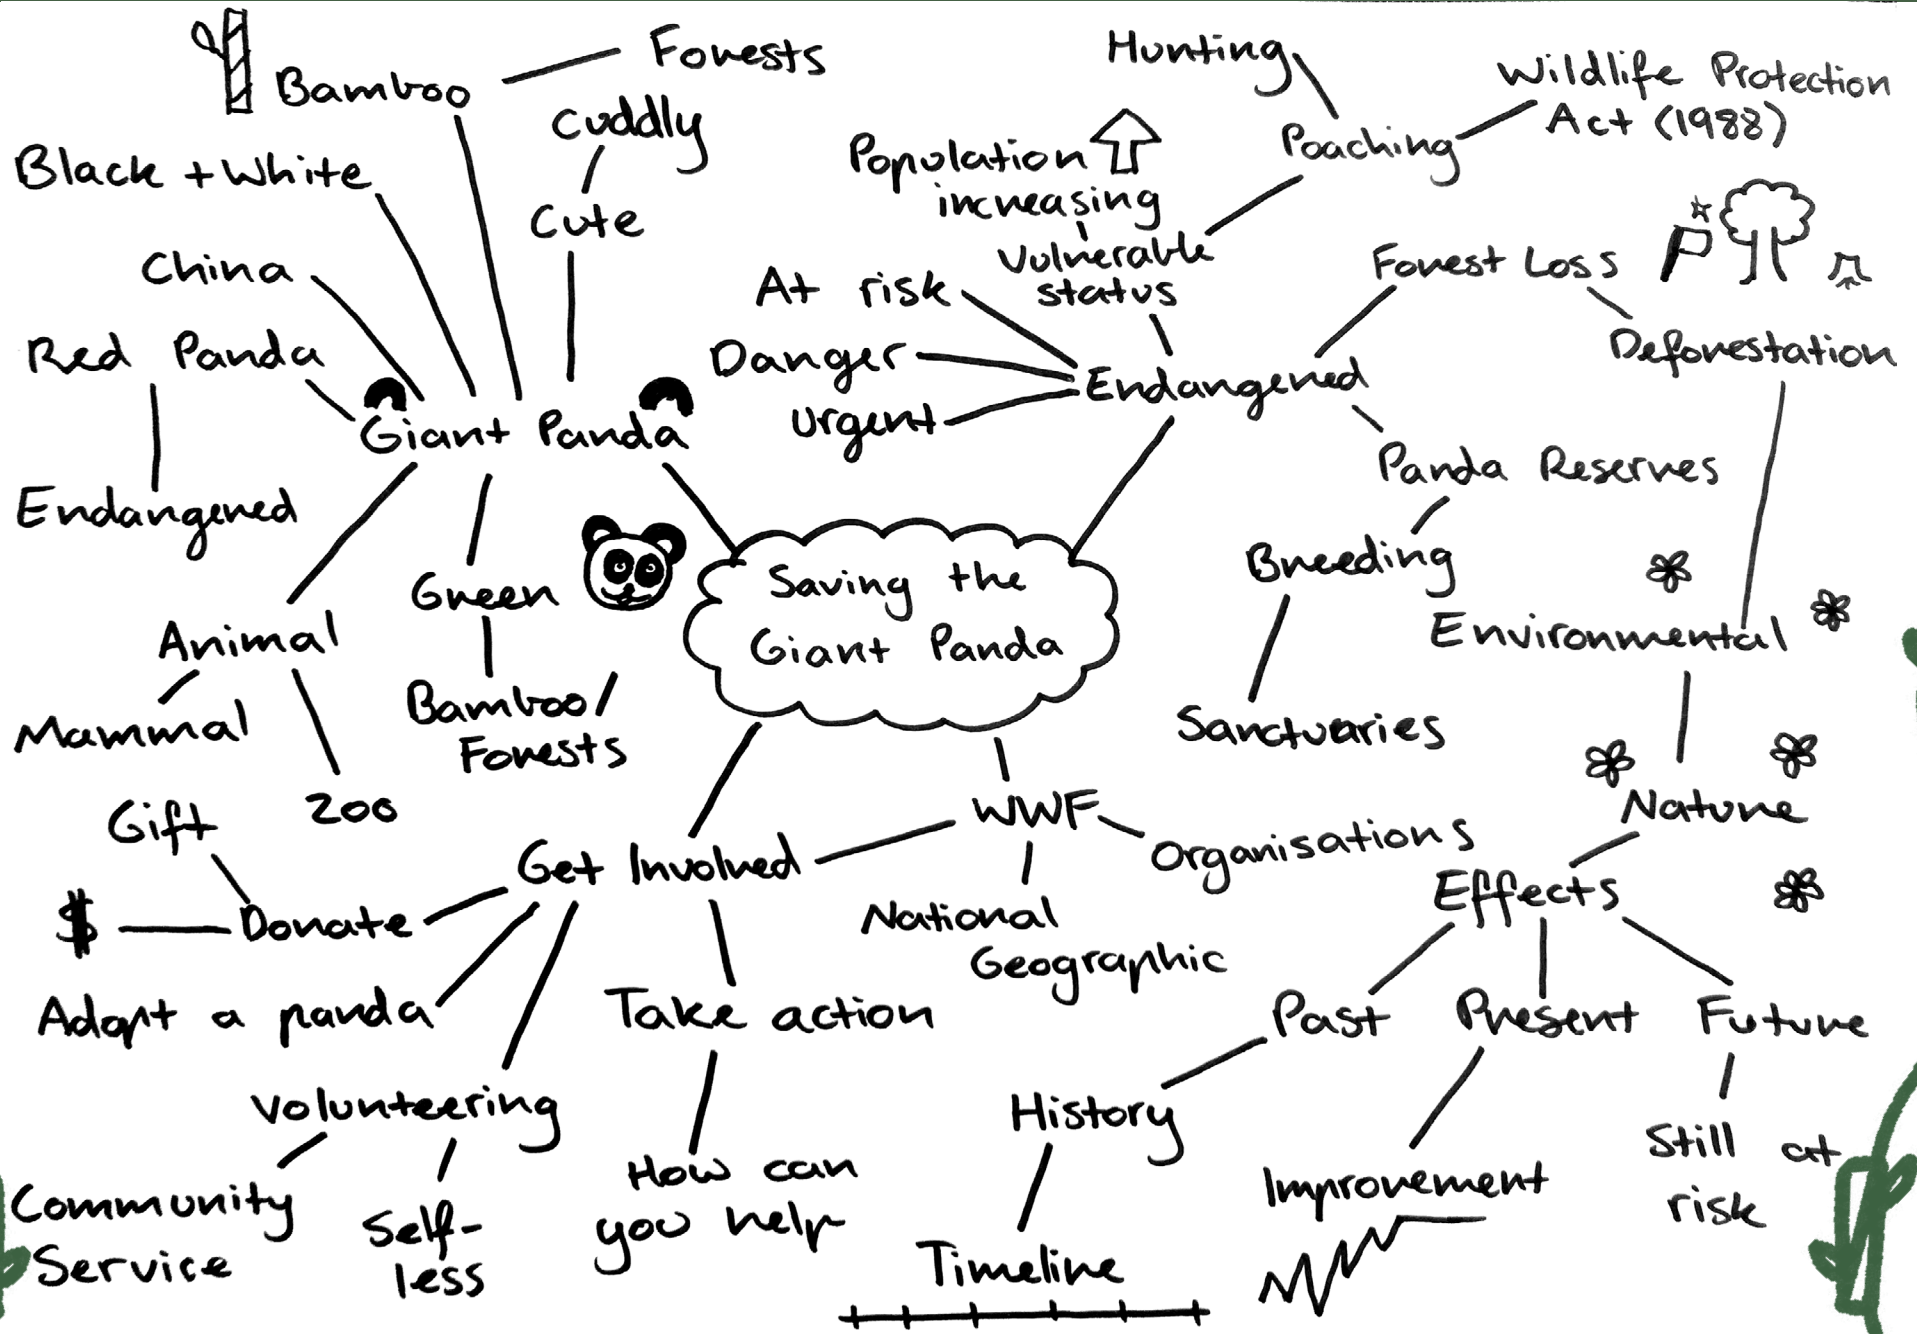 Bamboo
Forests
Cuddly
Black + White
Cute
China
Red Panda
Giant Panda
Endangered
Green
Animal
Bamboo/
Forests
Mammal
Zoo
Hunting
Wildlife Protection
Act (1988)
Poaching
Population
increasing
Vulnerable
status
At risk
Danger
Urgent
Endangered
Forest Loss
Deforestation
Panda Reserves
Breeding
Sanctuaries
Environmental
Nature
Effects
Past
Present
Future
History
Timeline
Improvement
Still at
risk
Saving the
Giant Panda
Get Involved
WWF
Organisations
National
Geographic
Gift
$
Donate
Adopt a panda
Take action
Volunteering
Community
Service
Self-
less
How can
you help